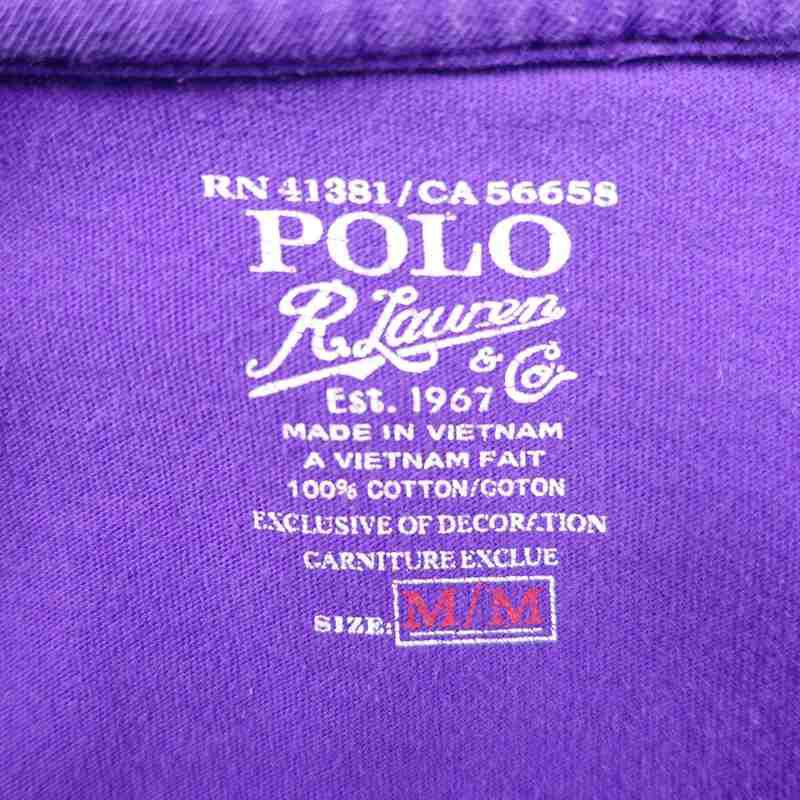 RN 41381/CA 56658
POLO
R. Lauren
& Co.
Est. 1967
MADE IN VIETNAM
A VIETNAM FAIT
100% COTTON/COTON
EXCLUSIVE OF DECORATION
GARNITURE EXCLUE
SIZE: M/M